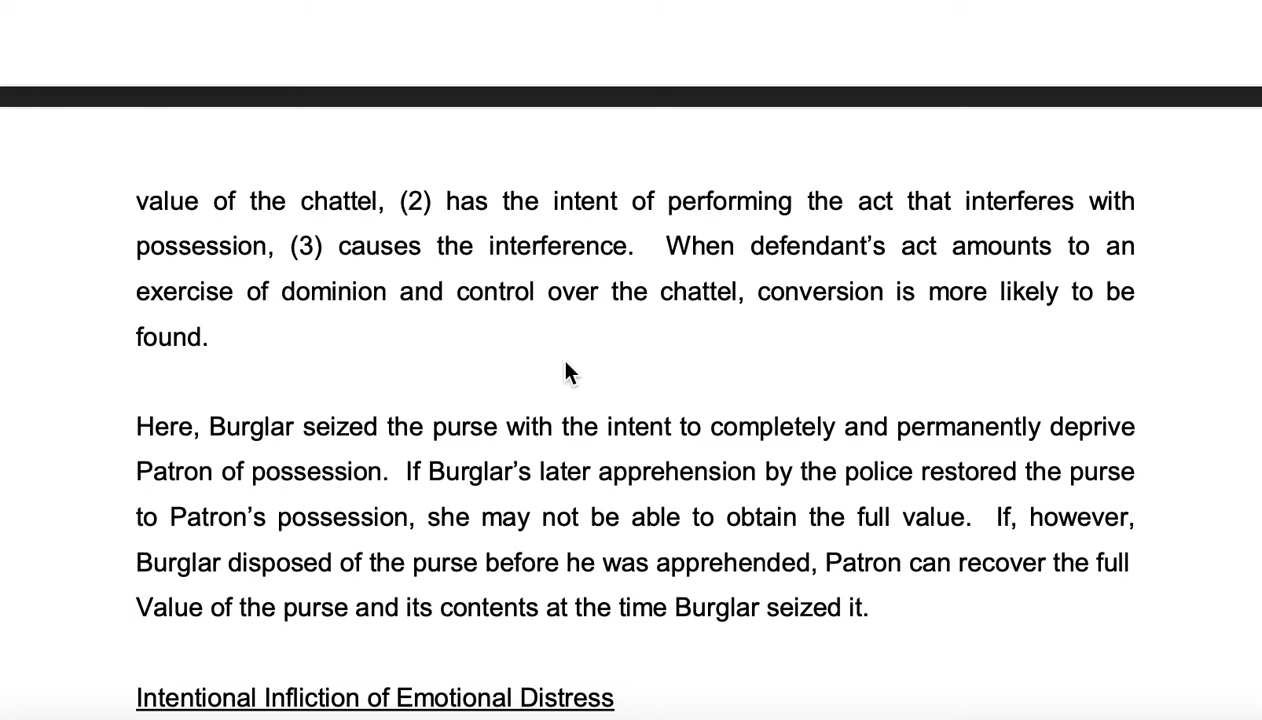 value of the chattel, (2) has the intent of performing the act that interferes with
possession, (3) causes the interference. When defendant's act amounts to an
exercise of dominion and control over the chattel, conversion is more likely to be
found.
Here, Burglar seized the purse with the intent to completely and permanently deprive
Patron of possession. If Burglar's later apprehension by the police restored the purse
to Patron's possession, she may not be able to obtain the full value. If, however,
Burglar disposed of the purse before he was apprehended, Patron can recover the full
Value of the purse and its contents at the time Burglar seized it.
Intentional Infliction of Emotional Distress